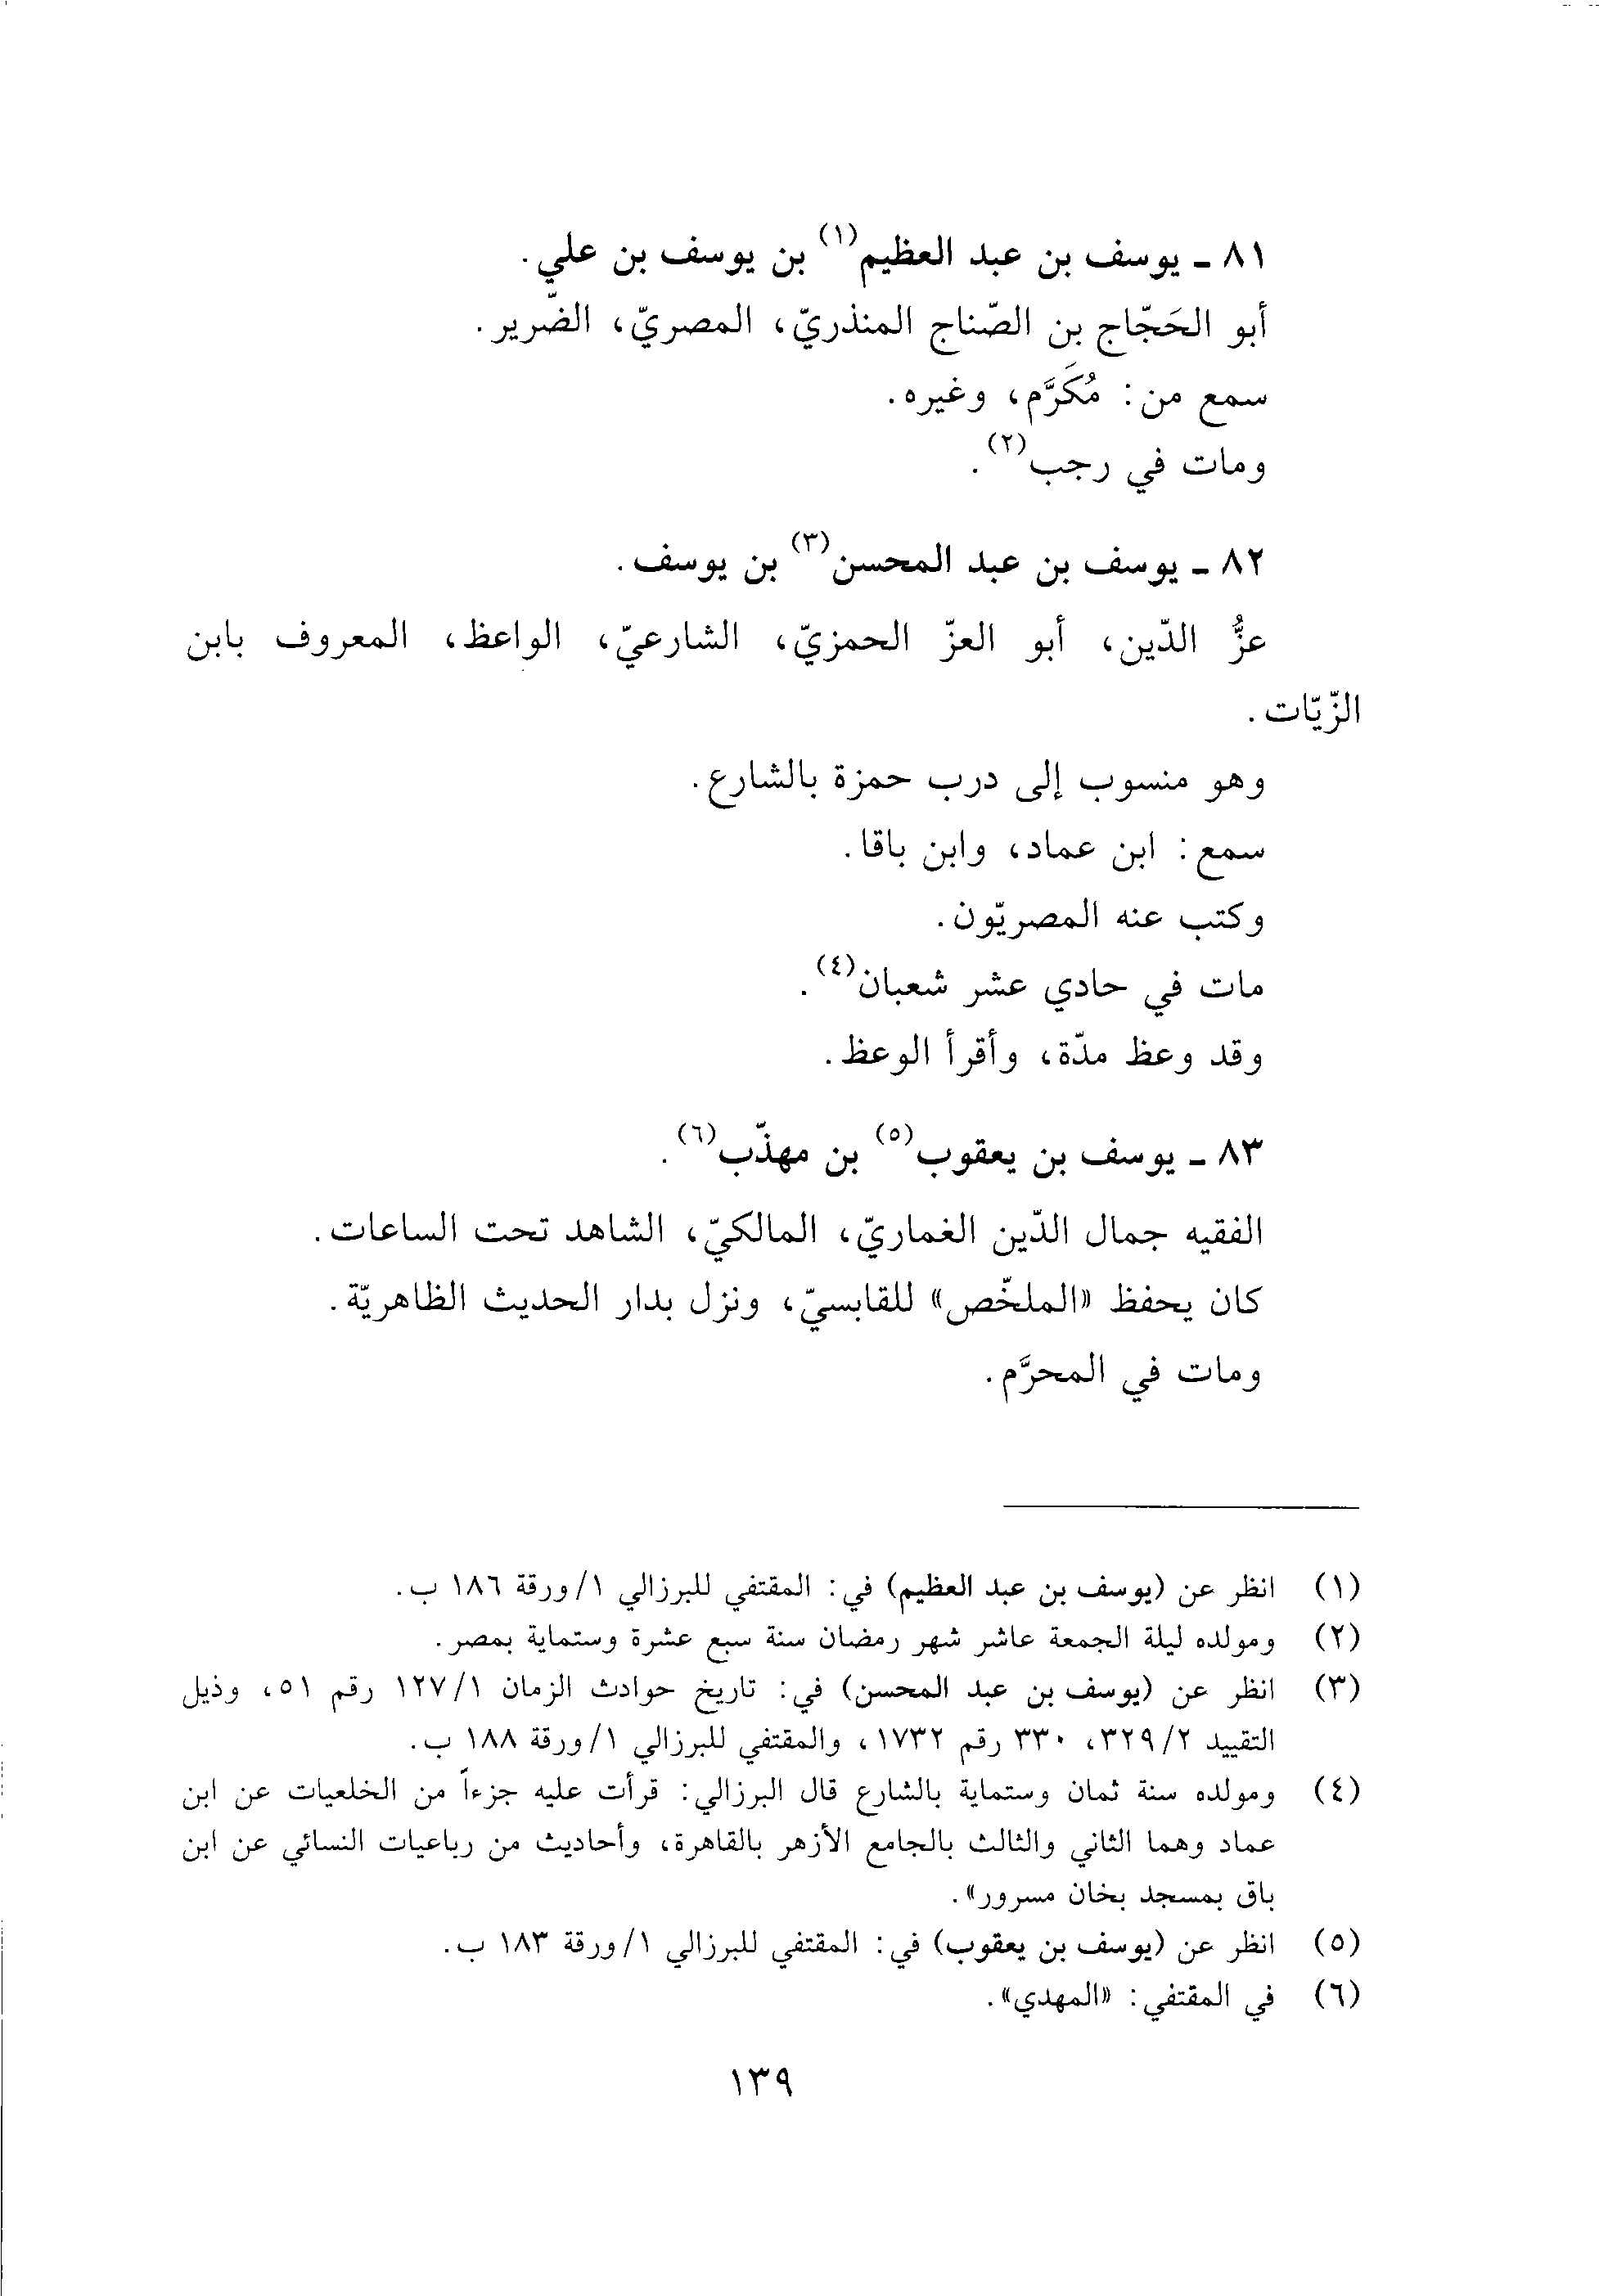 ٨١ ـ يوسف بن عبد العظيم(١) بن يوسف بن علي.
أبو الحَجّاج بن الصّناج المنذريّ، المصريّ، الضّرير.
سمع من: مُكَرَّم، وغيره.
ومات في رجب(٢).
٨٢ ـ يوسف بن عبد المحسن(٣) بن يوسف.
عزُّ الدّين، أبو العزّ الحمزيّ، الشارعيّ، الواعظ، المعروف بابن
الزّيّات.
وهو منسوب إلى درب حمزة بالشارع.
سمع: ابن عماد، وابن باقا.
وكتب عنه المصريّون.
مات في حادي عشر شعبان(٤).
وقد وعظ مدّة، وأقرأ الوعظ.
٨٣ ـ يوسف بن يعقوب(٥) بن مهذّب(٦).
الفقيه جمال الدّين الغماريّ، المالكيّ، الشاهد تحت الساعات.
كان يحفظ «الملخّص» للقابسيّ، ونزل بدار الحديث الظاهريّة.
ومات في المحرَّم.
(١) انظر عن (يوسف بن عبد العظيم) في: المقتفي للبرزالي ١/ورقة ١٨٦ ب.
(٢) ومولده ليلة الجمعة عاشر شهر رمضان سنة سبع عشرة وستماية بمصر.
(٣) انظر عن (يوسف بن عبد المحسن) في: تاريخ حوادث الزمان ١/١٢٧ رقم ٥١، وذيل
التقييد ٢/٣٢٩، ٣٣٠ رقم ١٧٣٢، والمقتفي للبرزالي ١/ورقة ١٨٨ ب.
(٤) ومولده سنة ثمان وستماية بالشارع قال البرزالي: قرأت عليه جزءاً من الخلعيات عن ابن
عماد وهما الثاني والثالث بالجامع الأزهر بالقاهرة، وأحاديث من رباعيات النسائي عن ابن
باق بمسجد بخان مسرور».
(٥) انظر عن (يوسف بن يعقوب) في: المقتفي للبرزالي ١/ورقة ١٨٣ ب.
(٦) في المقتفي: «المهدي».
١٣٩